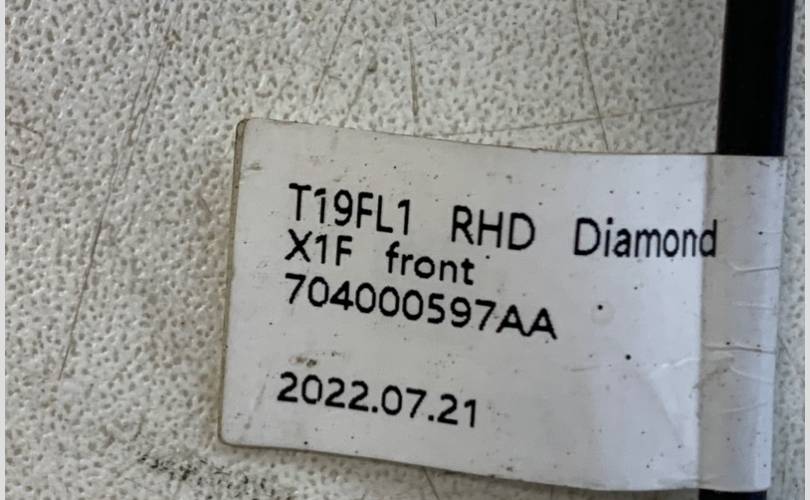 T19FL1 RHD Diamond
X1F front
704000597AA
2022.07.21